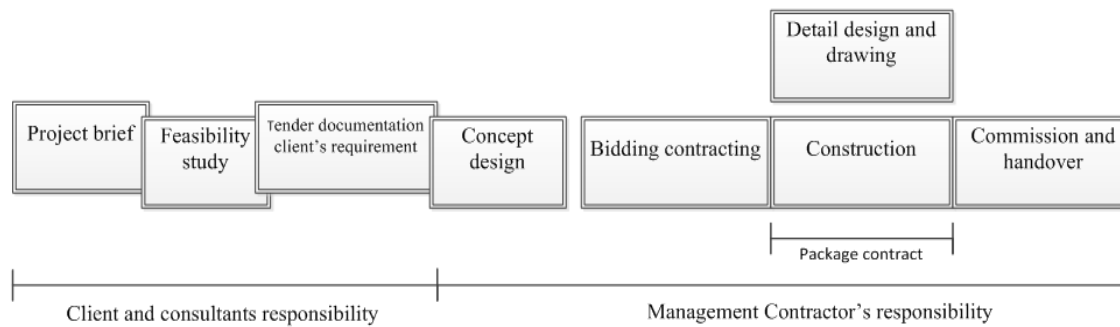 Detail design and
drawing
Project brief
Feasibility
study
Tender documentation
client's requirement
Concept
design
Bidding contracting
Construction
Commission and
handover
Package contract
Client and consultants responsibility
Management Contractor's responsibility